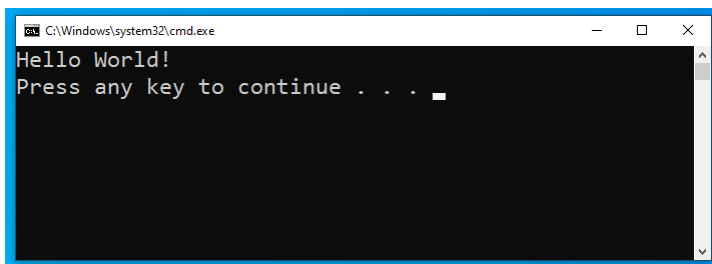 C:\Windows\system32\cmd.exe
Hello World!
Press any key to continue . . .